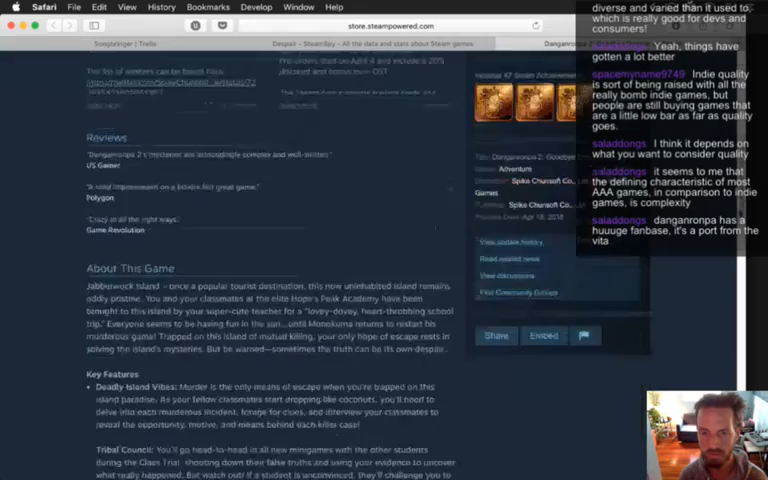 Safari File Edit View History Bookmarks Develop Window Help
store.steampowered.com
Songbringer | Trello
Despair - SteamSpy - All the data and stats about Steam games
diverse and varied than it used to,
which is really good for devs and
consumers!
Yeah, things have
gotten a lot better
spacemyname9749 Indie quality
is sort of being raised with all the
really bomb indie games, but
people are still buying games that
are a little low bar as far as quality
goes.
saladdongs I think it depends on
what you want to consider quality
saladdongs it seems to me that
the defining characteristic of most
AAA games, in comparison to indie
games, is complexity
saladdongs danganronpa has a
huuuge fanbase, it's a port from the
vita
Reviews
"Danganronpa 2's mysteries are astoundingly complex and well-written"
US Gamer
Polygon
"Crazy in all the right ways."
Game Revolution
About This Game
Jabberwock Island – once a popular tourist destination, this now uninhabited island remains
oddly pristine. You and your classmates at the elite Hope's Peak Academy have been
brought to this island by your super-cute teacher for a "lovey-dovey, heart-throbbing school
trip." Everyone seems to be having fun in the sun...until Monokuma returns to restart his
murderous game! Trapped on this island of mutual killing, your only hope of escape rests in
solving the island's mysteries. But be warned—sometimes the truth can be its own despair.
Key Features
• Deadly Island Vibes: Murder is the only means of escape when you're trapped on this
island paradise. As your fellow classmates start dropping like coconuts, you'll need to
delve into each murderous incident, forage for clues, and interview your classmates to
reveal the opportunity, motive, and means behind each killer case!
Tribal Council: You'll go head-to-head in all new minigames with the other students
during the Class Trial, shooting down their false truths and using your evidence to uncover
what really happened. But watch out! If a student is unconvinced, they'll challenge you to
Adventure
Spike Chunsoft Co.,
Games
Spike Chunsoft Co.,
Apr 18, 2016
View update history
Read related news
View discussions
Find Community Groups
Share Embed